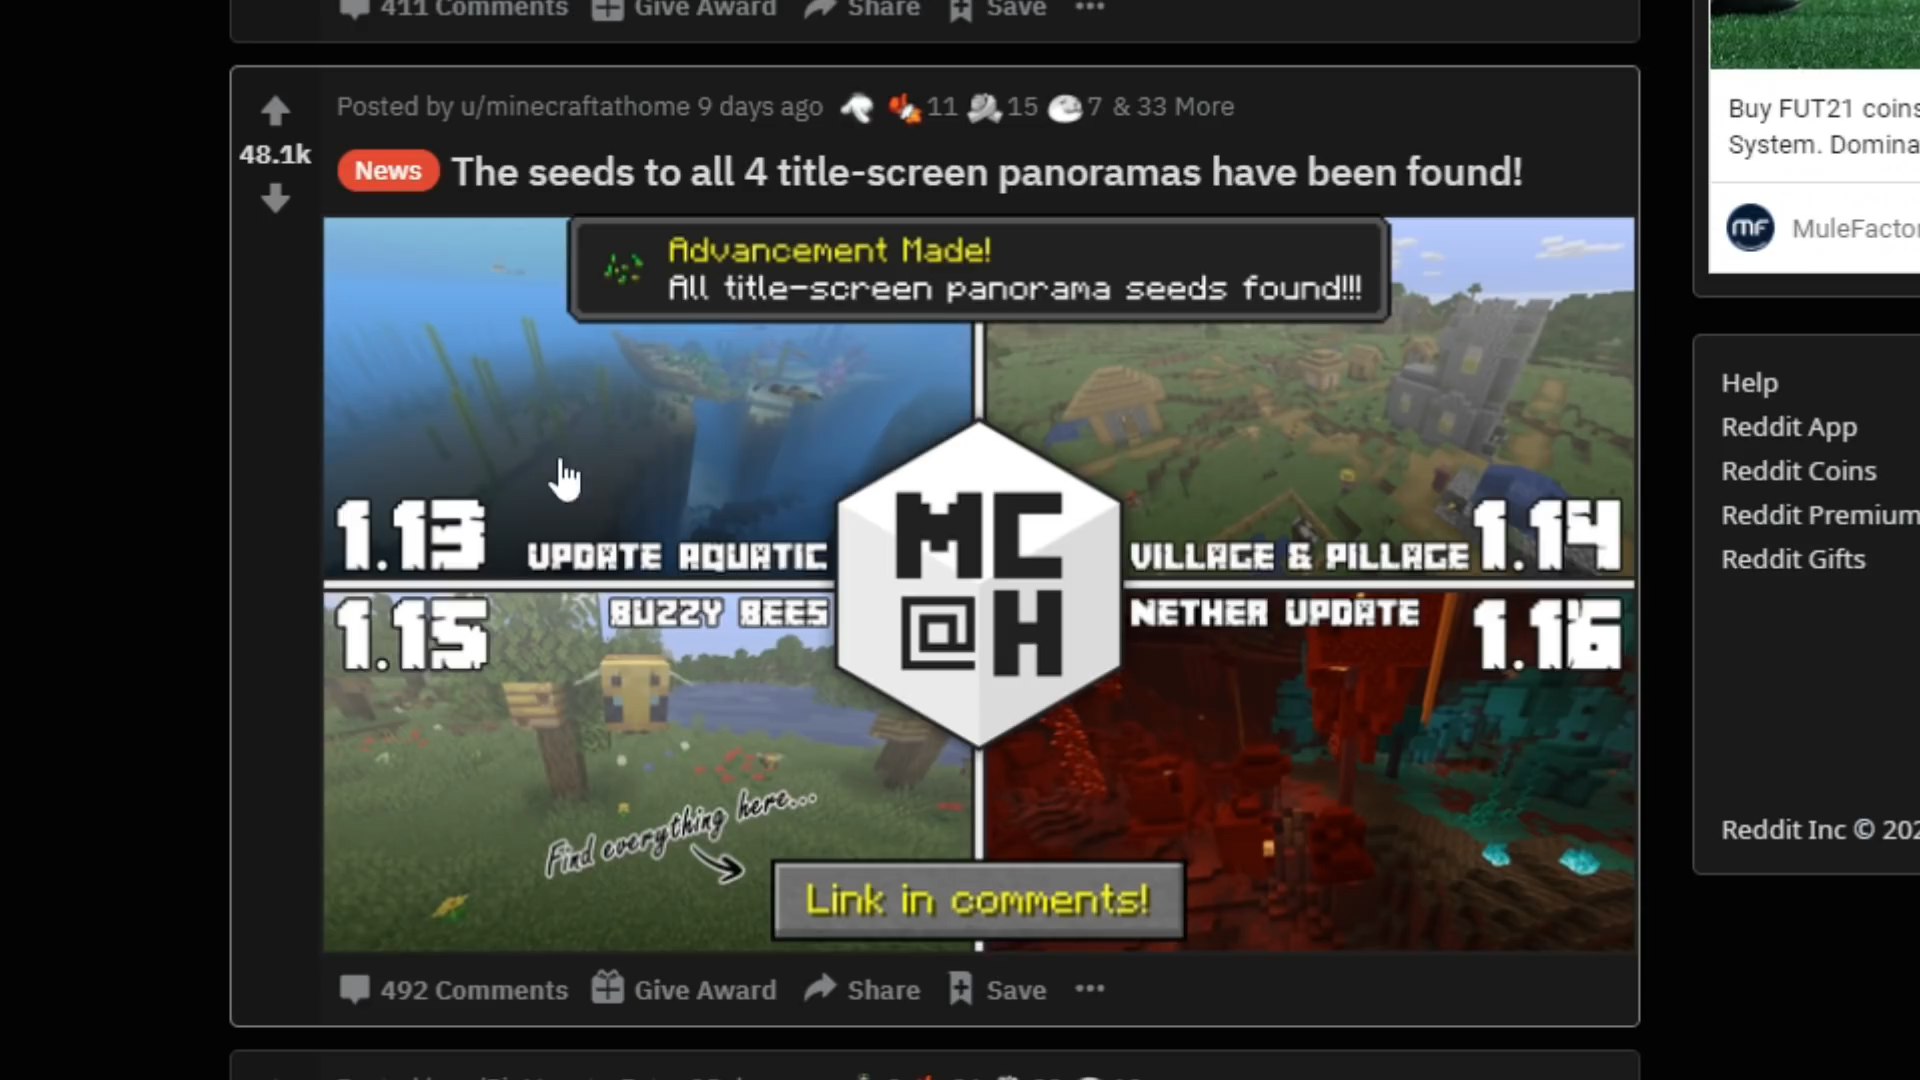 411 Comments Give Award Share Save
Posted by u/minecraftathome 9 days ago 11 15 7 & 33 More
48.1k
News The seeds to all 4 title-screen panoramas have been found!
Advancement Made!
All title-screen panorama seeds found!!!
1.13 UPDATE AQUATIC
VILLAGE & PILLAGE 1.14
MC
@H
1.15 BUZZY BEES
NETHER UPDATE 1.16
Find everything here...
Link in comments!
492 Comments Give Award Share Save
Buy FUT21 coins
System. Domina
MF MuleFactor
Help
Reddit App
Reddit Coins
Reddit Premium
Reddit Gifts
Reddit Inc © 202